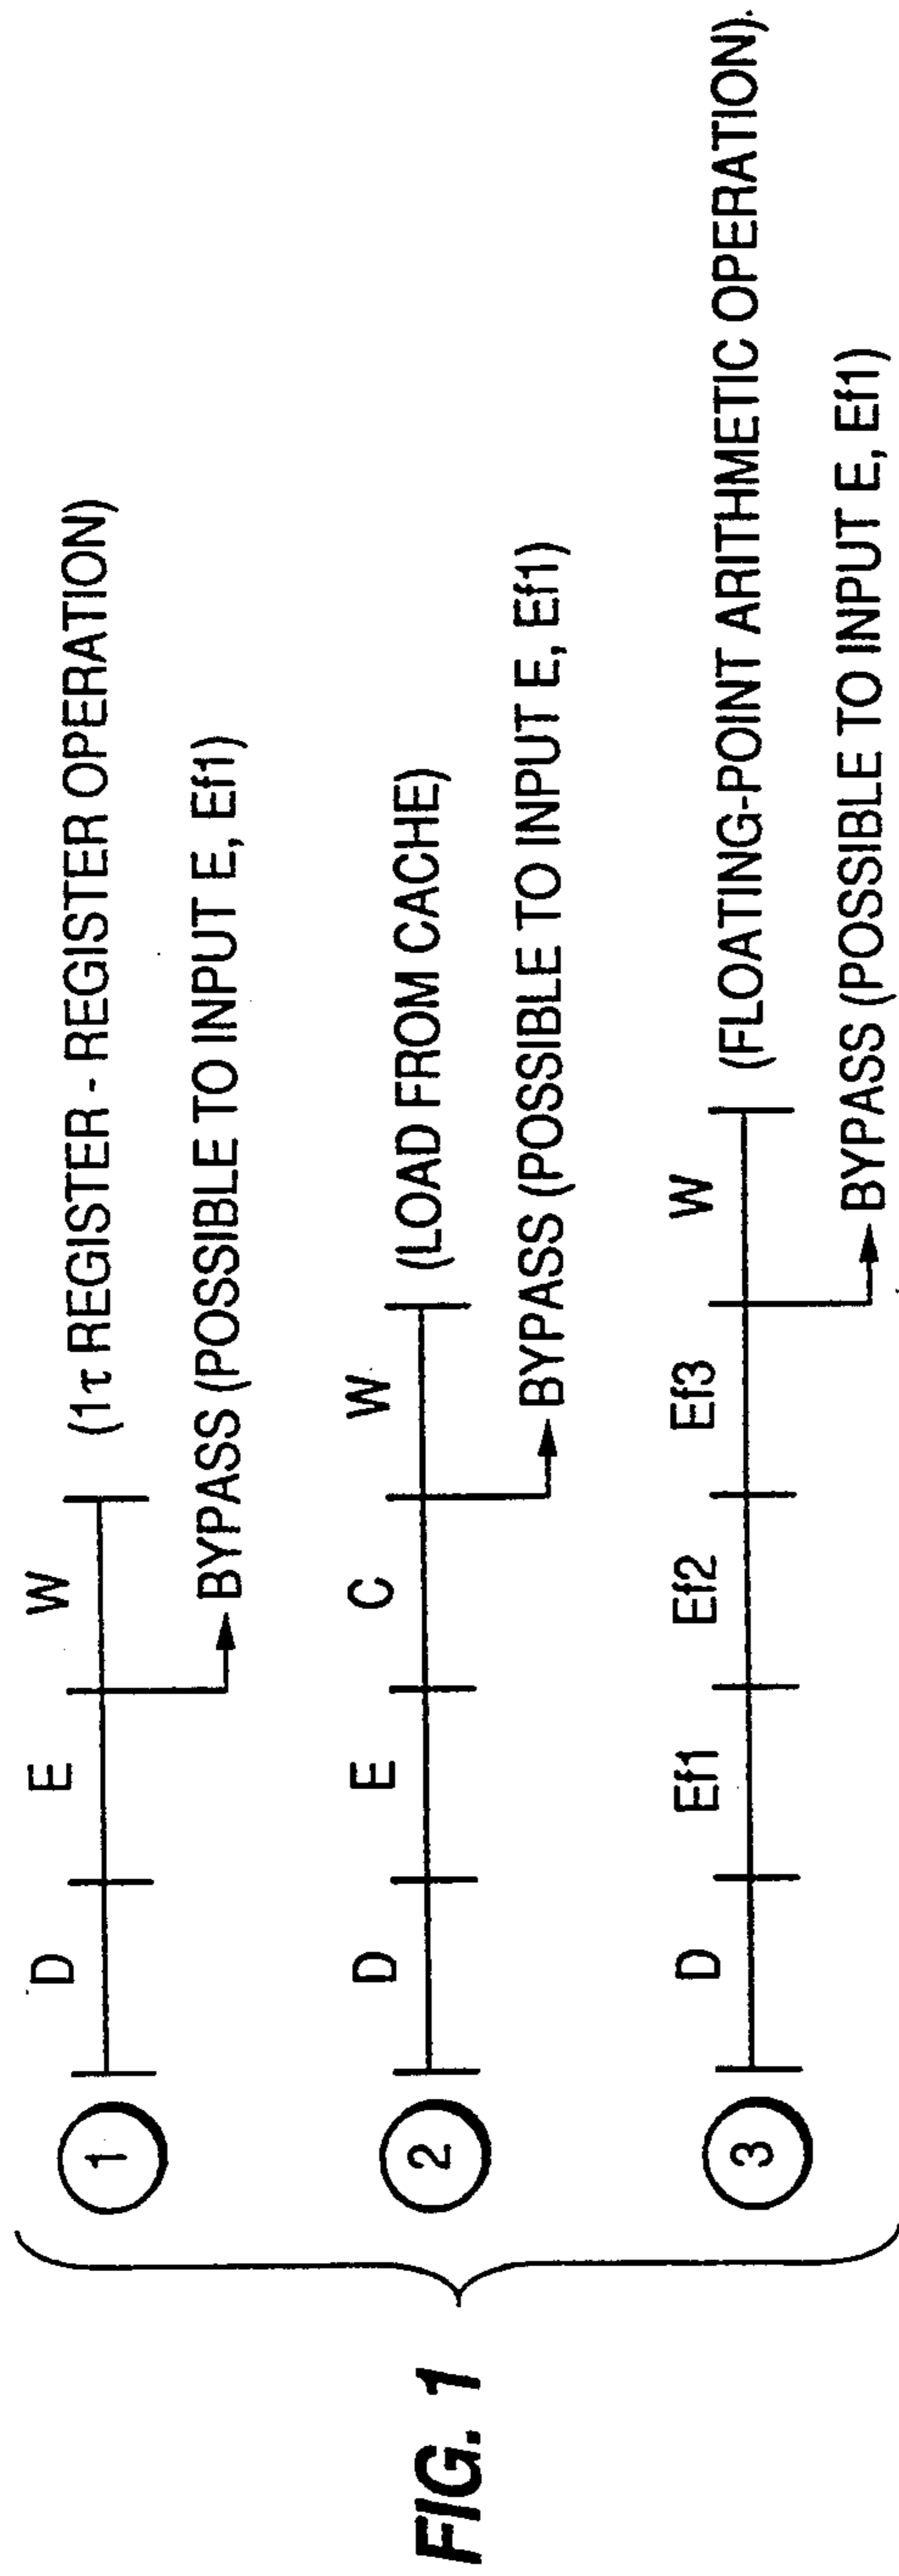 FIG. 1
1
D E W (1τ REGISTER - REGISTER OPERATION)
BYPASS (POSSIBLE TO INPUT E, Ef1)
2
D E C W (LOAD FROM CACHE)
BYPASS (POSSIBLE TO INPUT E, Ef1)
3
D Ef1 Ef2 Ef3 W (FLOATING-POINT ARITHMETIC OPERATION).
BYPASS (POSSIBLE TO INPUT E, Ef1)